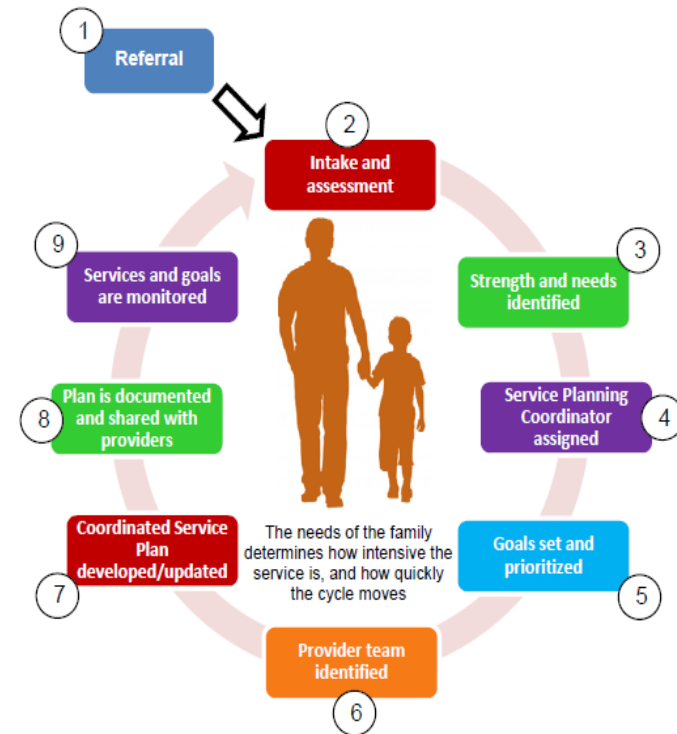 1
Referral
2
Intake and
assessment
3
Strength and needs
identified
4
Service Planning
Coordinator
assigned
5
Goals set and
prioritized
6
Provider team
identified
7
Coordinated Service
Plan
developed/updated
8
Plan is documented
and shared with
providers
9
Services and goals
are monitored
The needs of the family
determines how intensive the
service is, and how quickly
the cycle moves